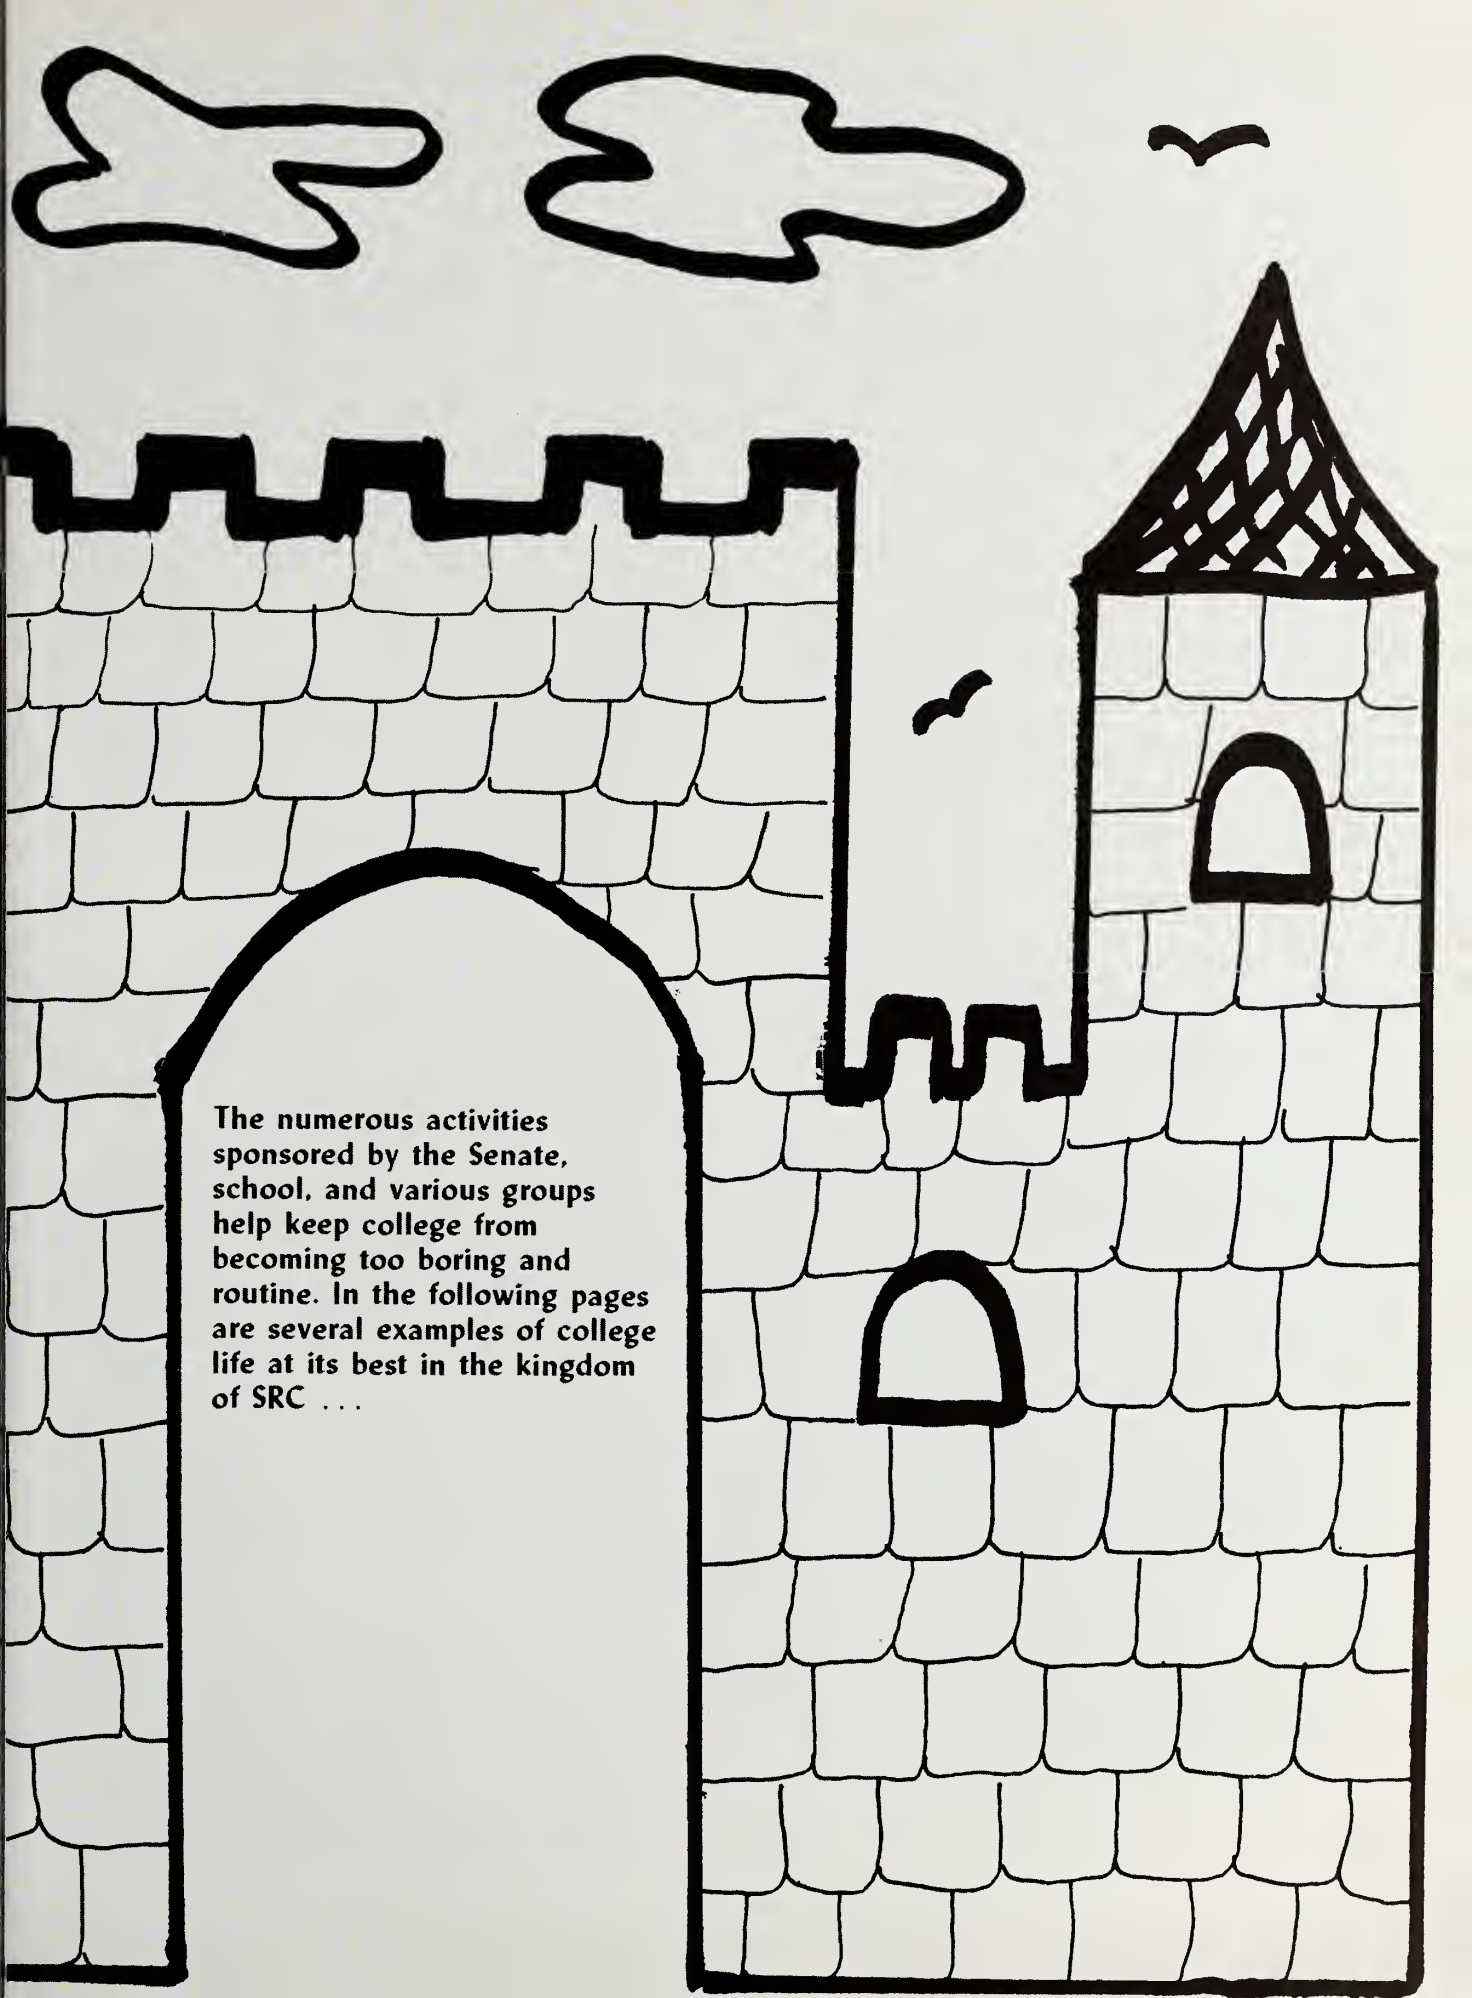 The numerous activities
sponsored by the Senate,
school, and various groups
help keep college from
becoming too boring and
routine. In the following pages
are several examples of college
life at its best in the kingdom
of SRC ...